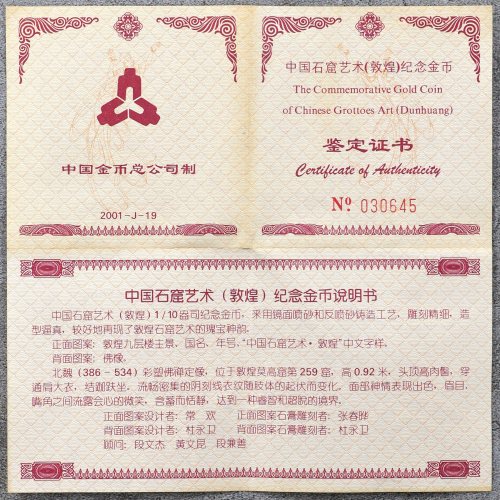 中国金币总公司制
2001-J-19
中国石窟艺术(敦煌)纪念金币
The Commemorative Gold Coin
of Chinese Grottoes Art (Dunhuang)
鉴定证书
Certificate of Authenticity
№ 030645
中国石窟艺术（敦煌）纪念金币说明书
中国石窟艺术（敦煌）1/10盎司纪念金币，采用镜面喷砂和反喷砂铸造工艺，雕刻精细，造
型逼真，较好地再现了敦煌石窟艺术的瑰宝神韵。
正面图案：敦煌九层楼主景，国名、年号、“中国石窟艺术·敦煌”中文字样。
背面图案：佛像。
北魏（386-534）彩塑佛禅定像，位于敦煌莫高窟第259窟，高0.92米，头顶高肉髻，穿
通肩大衣，结跏趺坐，流畅密集的阴刻线衣纹随肢体的起伏而变化。面部神情表现出色，眉目、
嘴角之间流露会心的微笑，含蓄而恬静，达到一种睿智和超脱的境界。
正面图案设计者：常 欢 正面图案石膏雕刻者：张春晔
背面图案设计者：杜永卫 背面图案石膏雕刻者：杜永卫
顾问：段文杰 黄文昆 段兼善